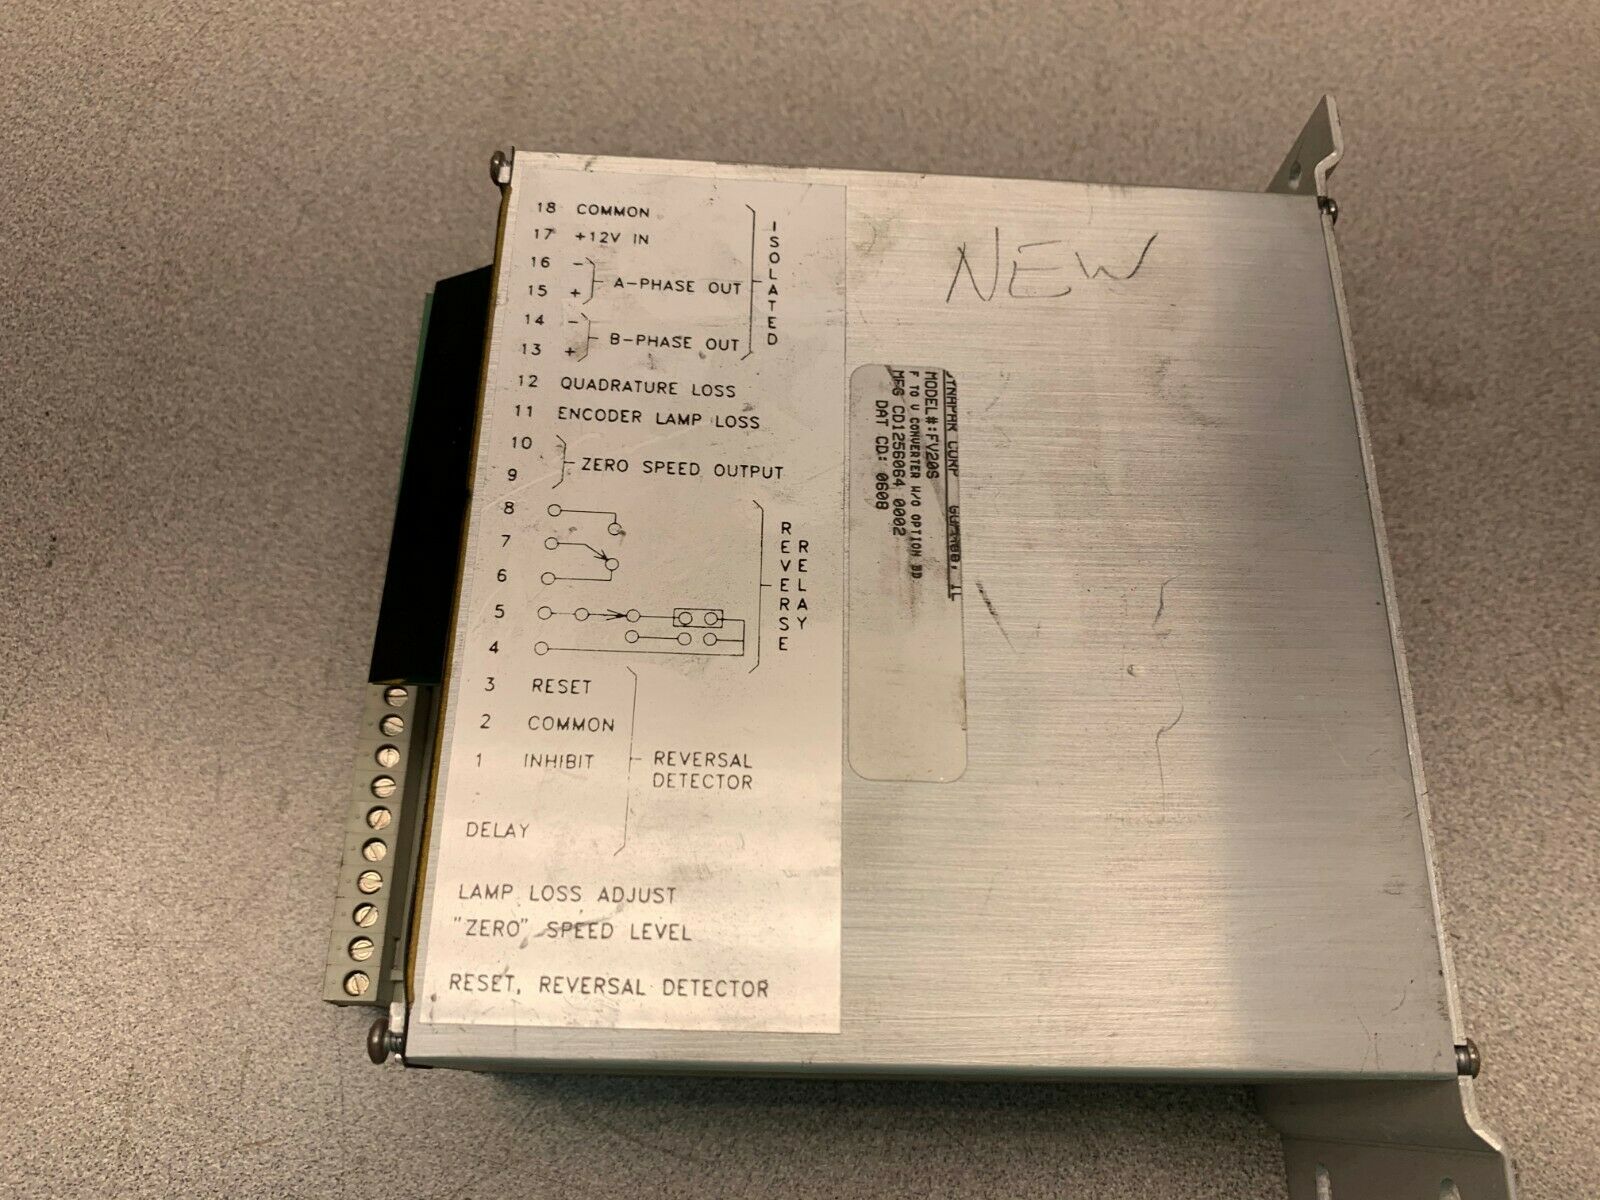 18 COMMON
17 +12V IN
16 -
15 +
A-PHASE OUT
14 -
13 +
B-PHASE OUT
ISOLATED
12 QUADRATURE LOSS
11 ENCODER LAMP LOSS
10
9
ZERO SPEED OUTPUT
8
7
6
5
4
REVERSE
RELAY
3 RESET
2 COMMON
1 INHIBIT
REVERSAL
DETECTOR
DELAY
LAMP LOSS ADJUST
"ZERO" SPEED LEVEL
RESET, REVERSAL DETECTOR
NEW
CORP IL
MODEL#:FV20S
F TO V CONVERTER W/O OPTION BD
MFG CD1256064 0002
DAT CD: 0608